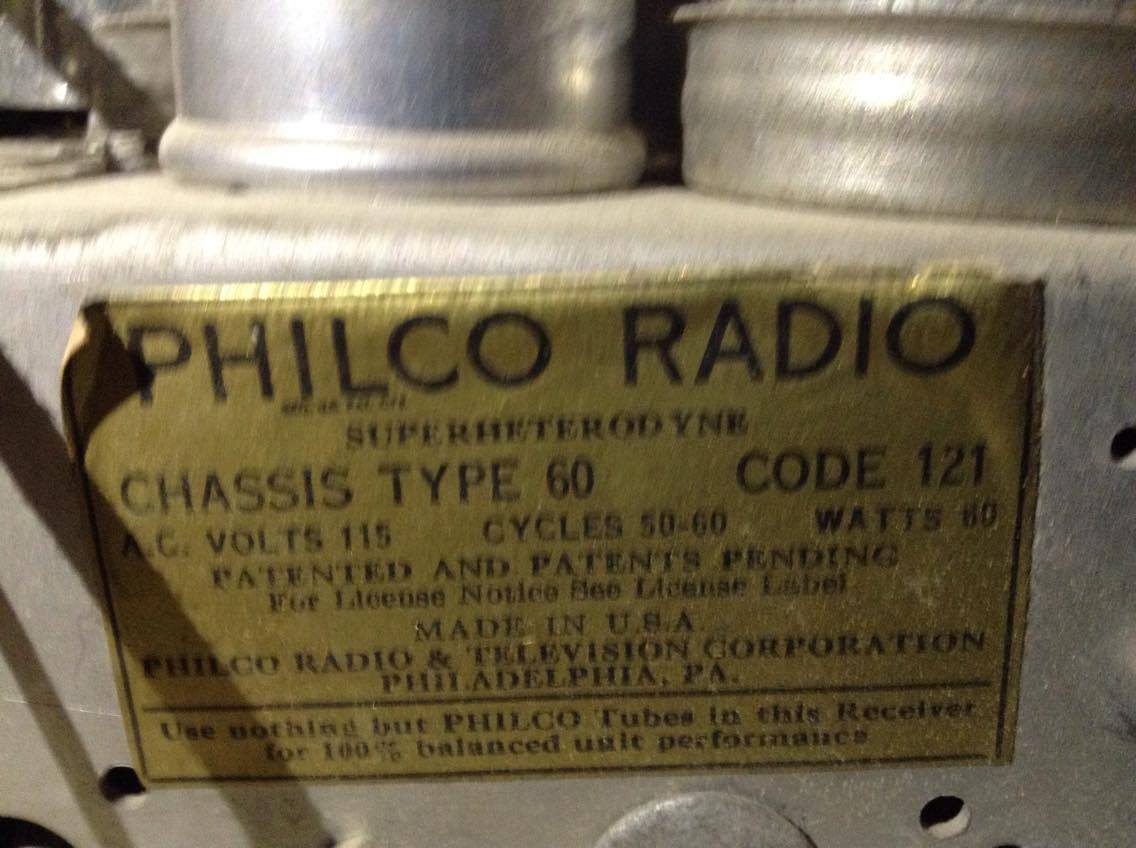 PHILCO RADIO
SUPERHETERODYNE
CHASSIS TYPE 60 CODE 121
A.C. VOLTS 115 CYCLES 50-60 WATTS 60
PATENTED AND PATENTS PENDING
For License Notice See License Label
MADE IN U.S.A.
PHILCO RADIO & TELEVISION CORPORATION
PHILADELPHIA, PA.
Use nothing but PHILCO Tubes in this Receiver
for 100% balanced unit performance